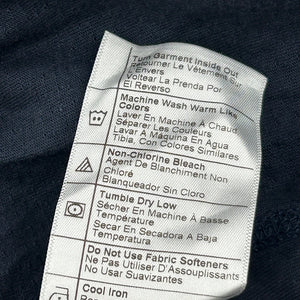 Turn Garment Inside Out
Retourner Le Vêtement Sur
Envers
Voltear La Prenda Por
El Reverso
Machine Wash Warm Like
Colors
Laver En Machine À Chaud
Séparer Les Couleurs
Lavar A Máquina En Agua
Tibia, Con Colores Similares
Non-Chlorine Bleach
Agent De Blanchiment Non
Chloré
Blanqueador Sin Cloro
Tumble Dry Low
Sécher En Machine À Basse
Température
Secar En Secadora A Baja
Temperatura
Do Not Use Fabric Softeners
Ne Pas Utiliser D'Assouplissants
No Usar Suavizantes
Cool Iron